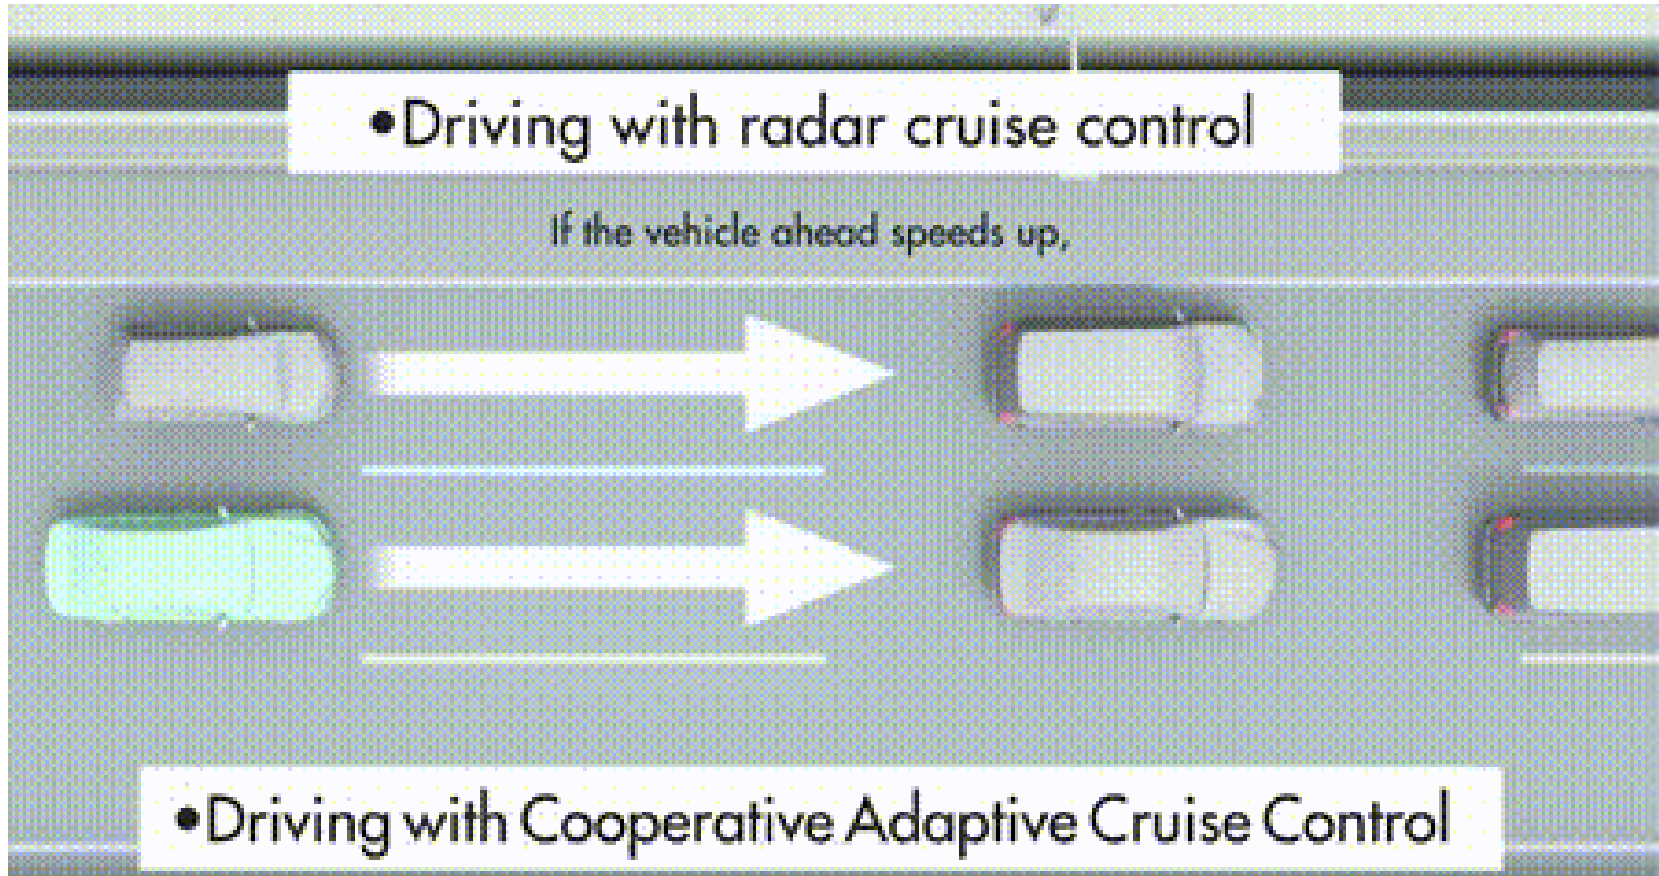 •Driving with radar cruise control
If the vehicle ahead speeds up,
•Driving with Cooperative Adaptive Cruise Control